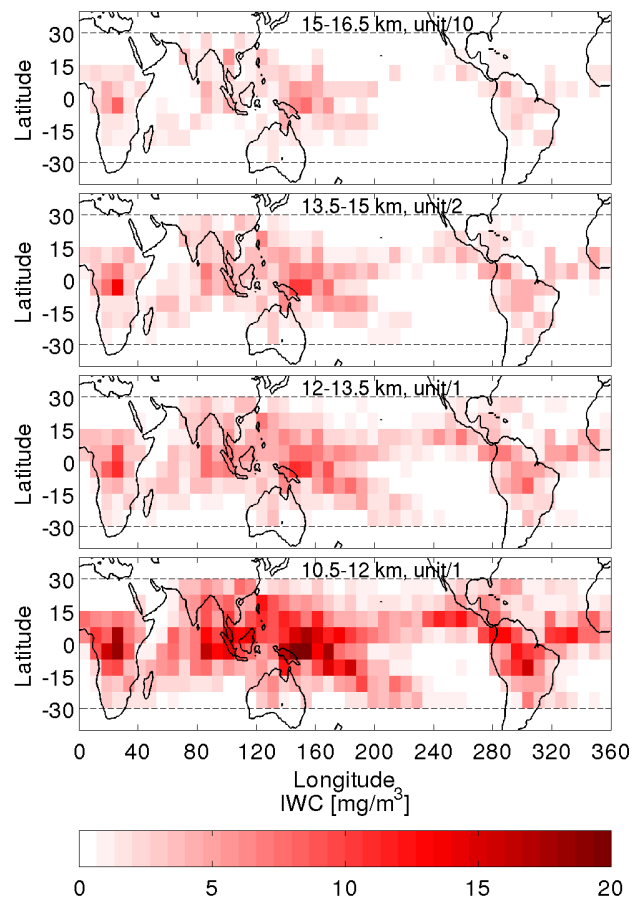 15-16.5 km, unit/10
30
15
0
-15
-30
Latitude
13.5-15 km, unit/2
30
15
0
-15
-30
Latitude
12-13.5 km, unit/1
30
15
0
-15
-30
Latitude
10.5-12 km, unit/1
30
15
0
-15
-30
Latitude
0 40 80 120 160 200 240 280 320 360
Longitude
IWC [mg/m³]
0 5 10 15 20